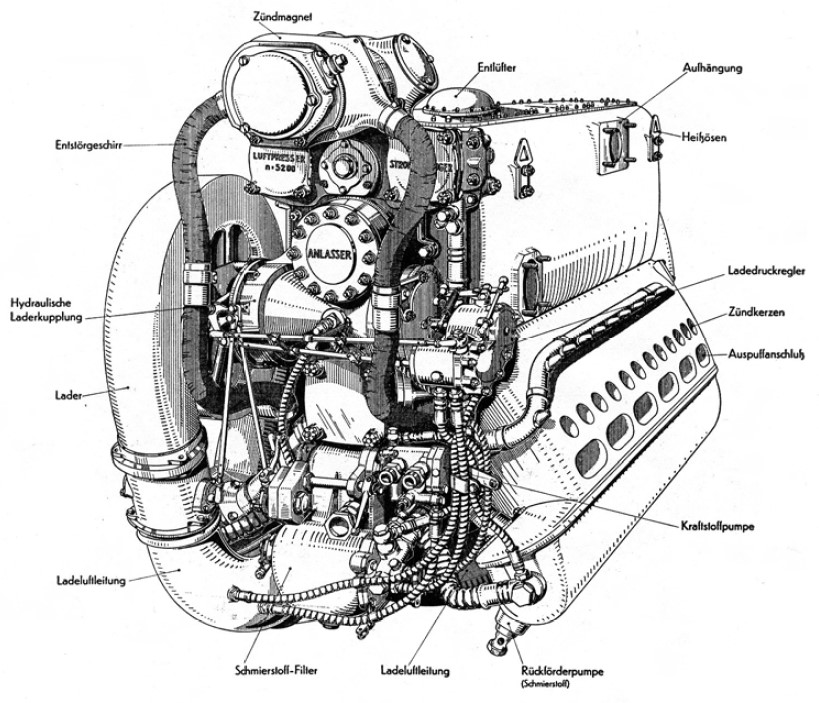 Zündmagnet
Entlüfter
Aufhängung
Heißösen
Entstörgeschirr
LUFTPRESSER
n=5200
ANLASSER
Ladedruckregler
Hydraulische
Laderkupplung
Zündkerzen
Auspuffanschluß
Lader
Kraftstoffpumpe
Ladeluftleitung
Schmierstoff-Filter
Ladeluftleitung
Rückförderpumpe
(Schmierstoff)